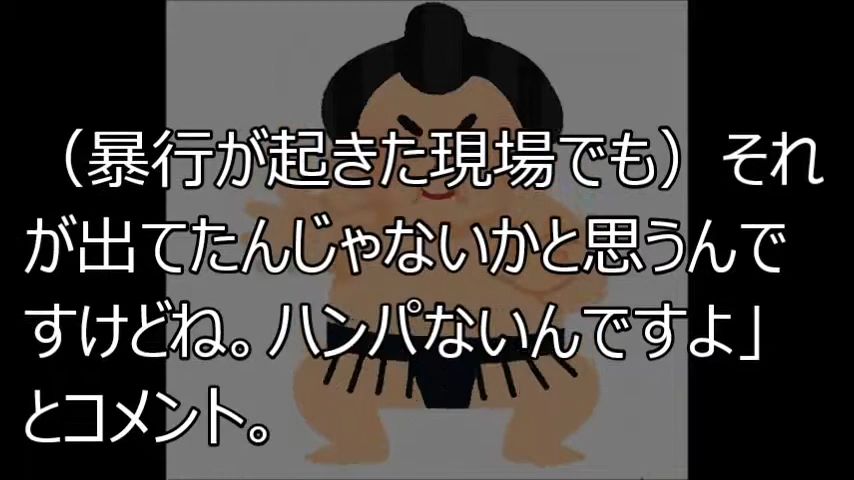 （暴行が起きた現場でも）それ
が出てたんじゃないかと思うんで
すけどね。ハンパないんですよ」
とコメント。